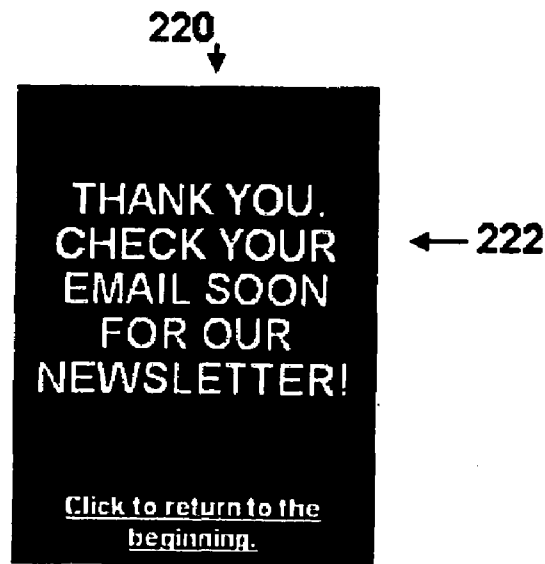 220
THANK YOU.
CHECK YOUR
EMAIL SOON
FOR OUR
NEWSLETTER!
222
Click to return to the
beginning.